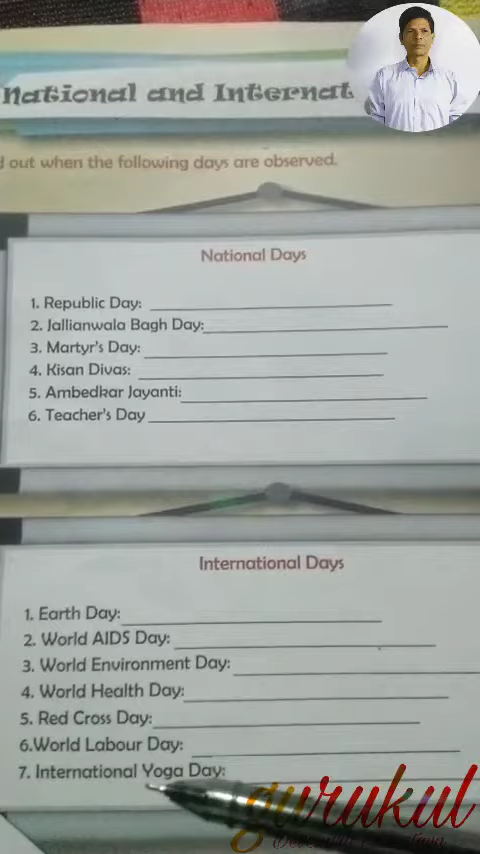 National and Internat
out when the following days are observed.
National Days
1. Republic Day:
2. Jallianwala Bagh Day:
3. Martyr's Day:
4. Kisan Divas:
5. Ambedkar Jayanti:
6. Teacher's Day
International Days
1. Earth Day:
2. World AIDS Day:
3. World Environment Day:
4. World Health Day:
5. Red Cross Day:
6.World Labour Day:
7. International Yoga Day:
gurukul